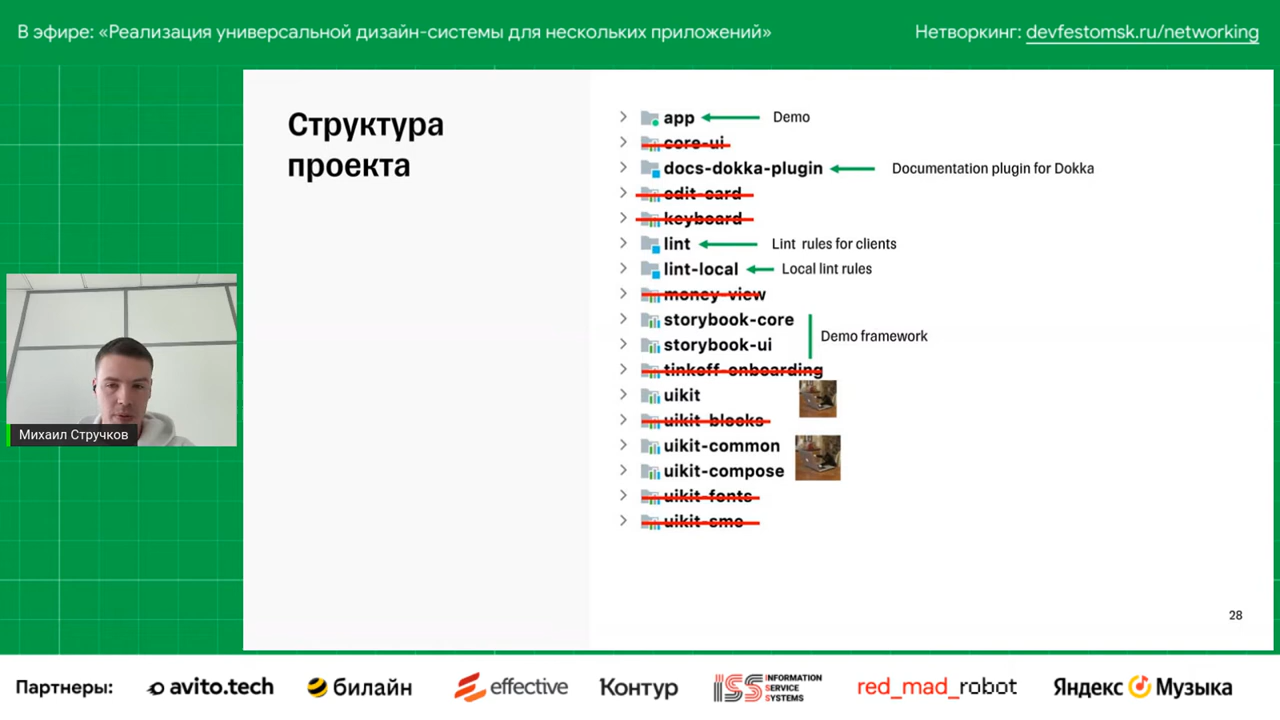 В эфире: «Реализация универсальной дизайн-системы для нескольких приложений»
Нетворкинг: devfestomsk.ru/networking
Структура
проекта
app
Demo
core-ui
docs-dokka-plugin
Documentation plugin for Dokka
edit-card
keyboard
lint
Lint rules for clients
lint-local
Local lint rules
money-view
storybook-core
storybook-ui
Demo framework
tinkoff-onboarding
uikit
uikit-blocks
uikit-common
uikit-compose
uikit-fonts
uikit-sme
28
Михаил Стручков
Партнеры:
avito.tech
билайн
effective
Контур
ISS INFORMATION
SERVICE
SYSTEMS
red_mad_robot
Яндекс Музыка